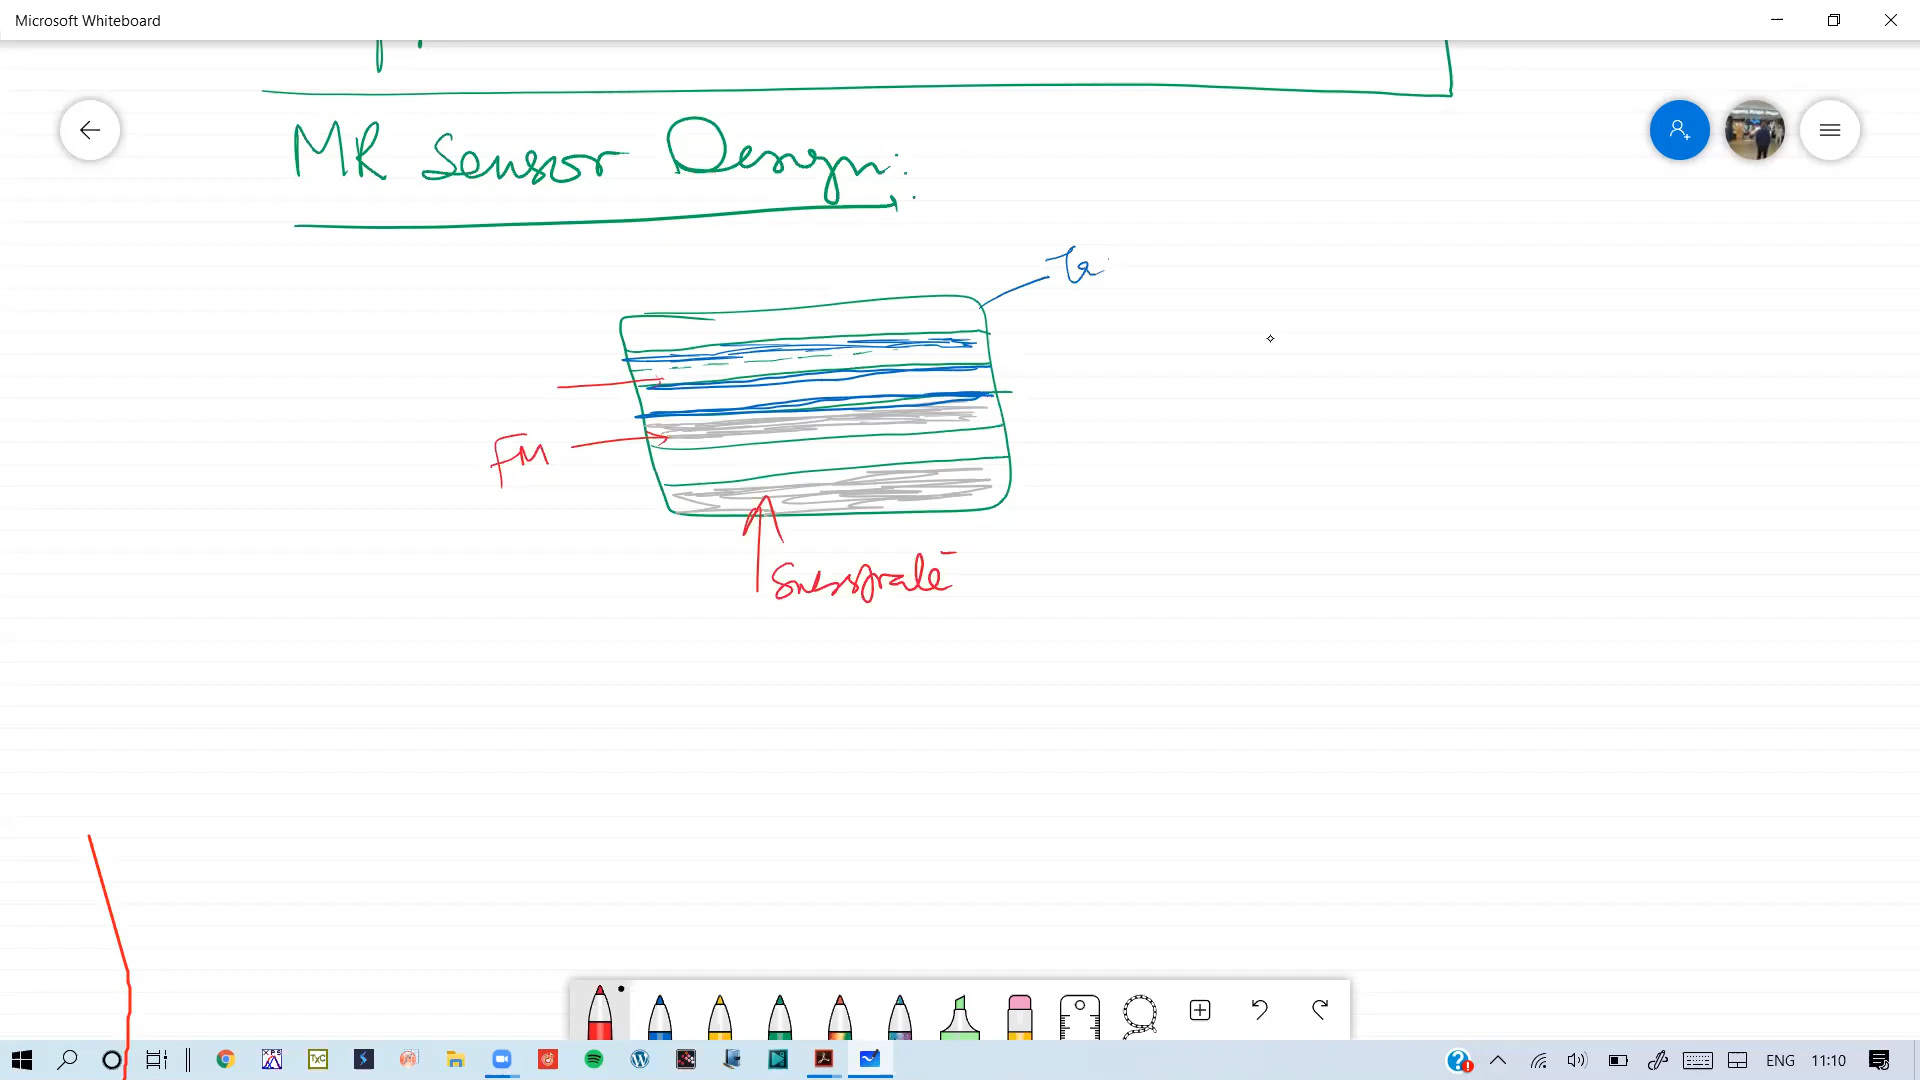 Microsoft Whiteboard
MR Sensor Design:
FM
Substrate
ENG 11:10